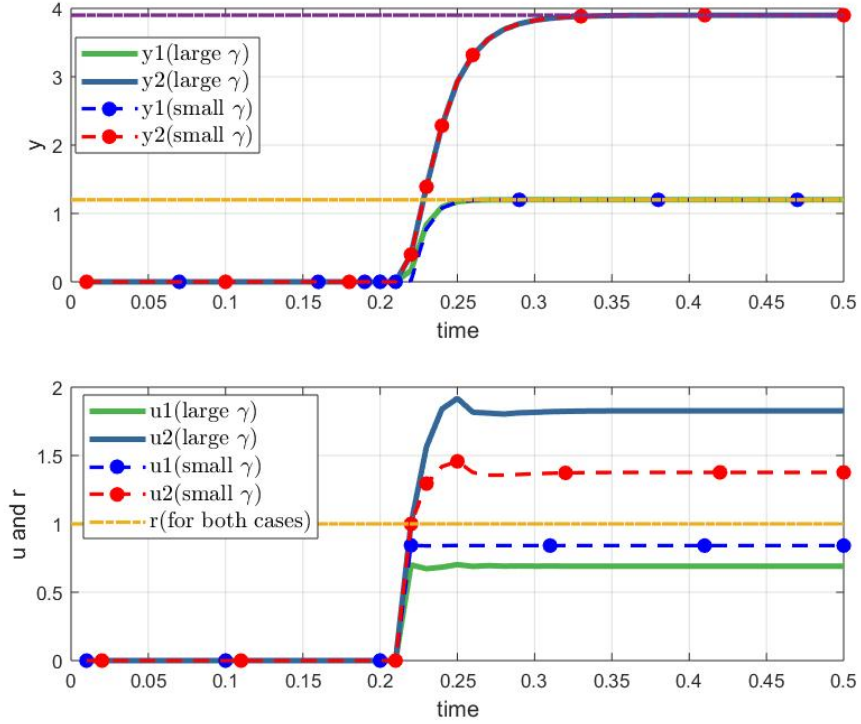 4
3
2
1
0
y
y1(large γ)
y2(large γ)
y1(small γ)
y2(small γ)
0 0.05 0.1 0.15 0.2 0.25 0.3 0.35 0.4 0.45 0.5
time
2
1.5
1
0.5
0
u and r
u1(large γ)
u2(large γ)
u1(small γ)
u2(small γ)
r(for both cases)
0 0.05 0.1 0.15 0.2 0.25 0.3 0.35 0.4 0.45 0.5
time